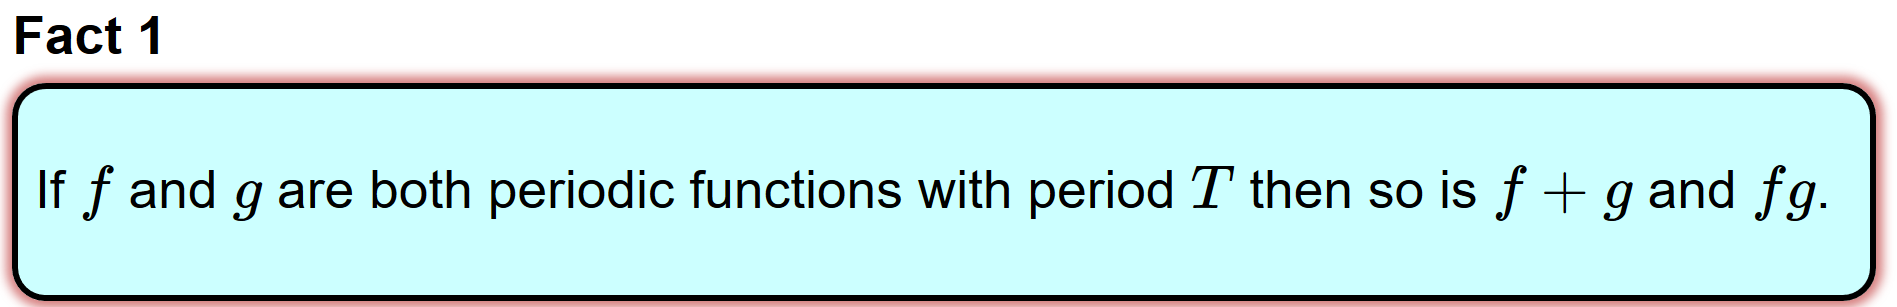 Fact 1
If f and g are both periodic functions with period T then so is f + g and fg.